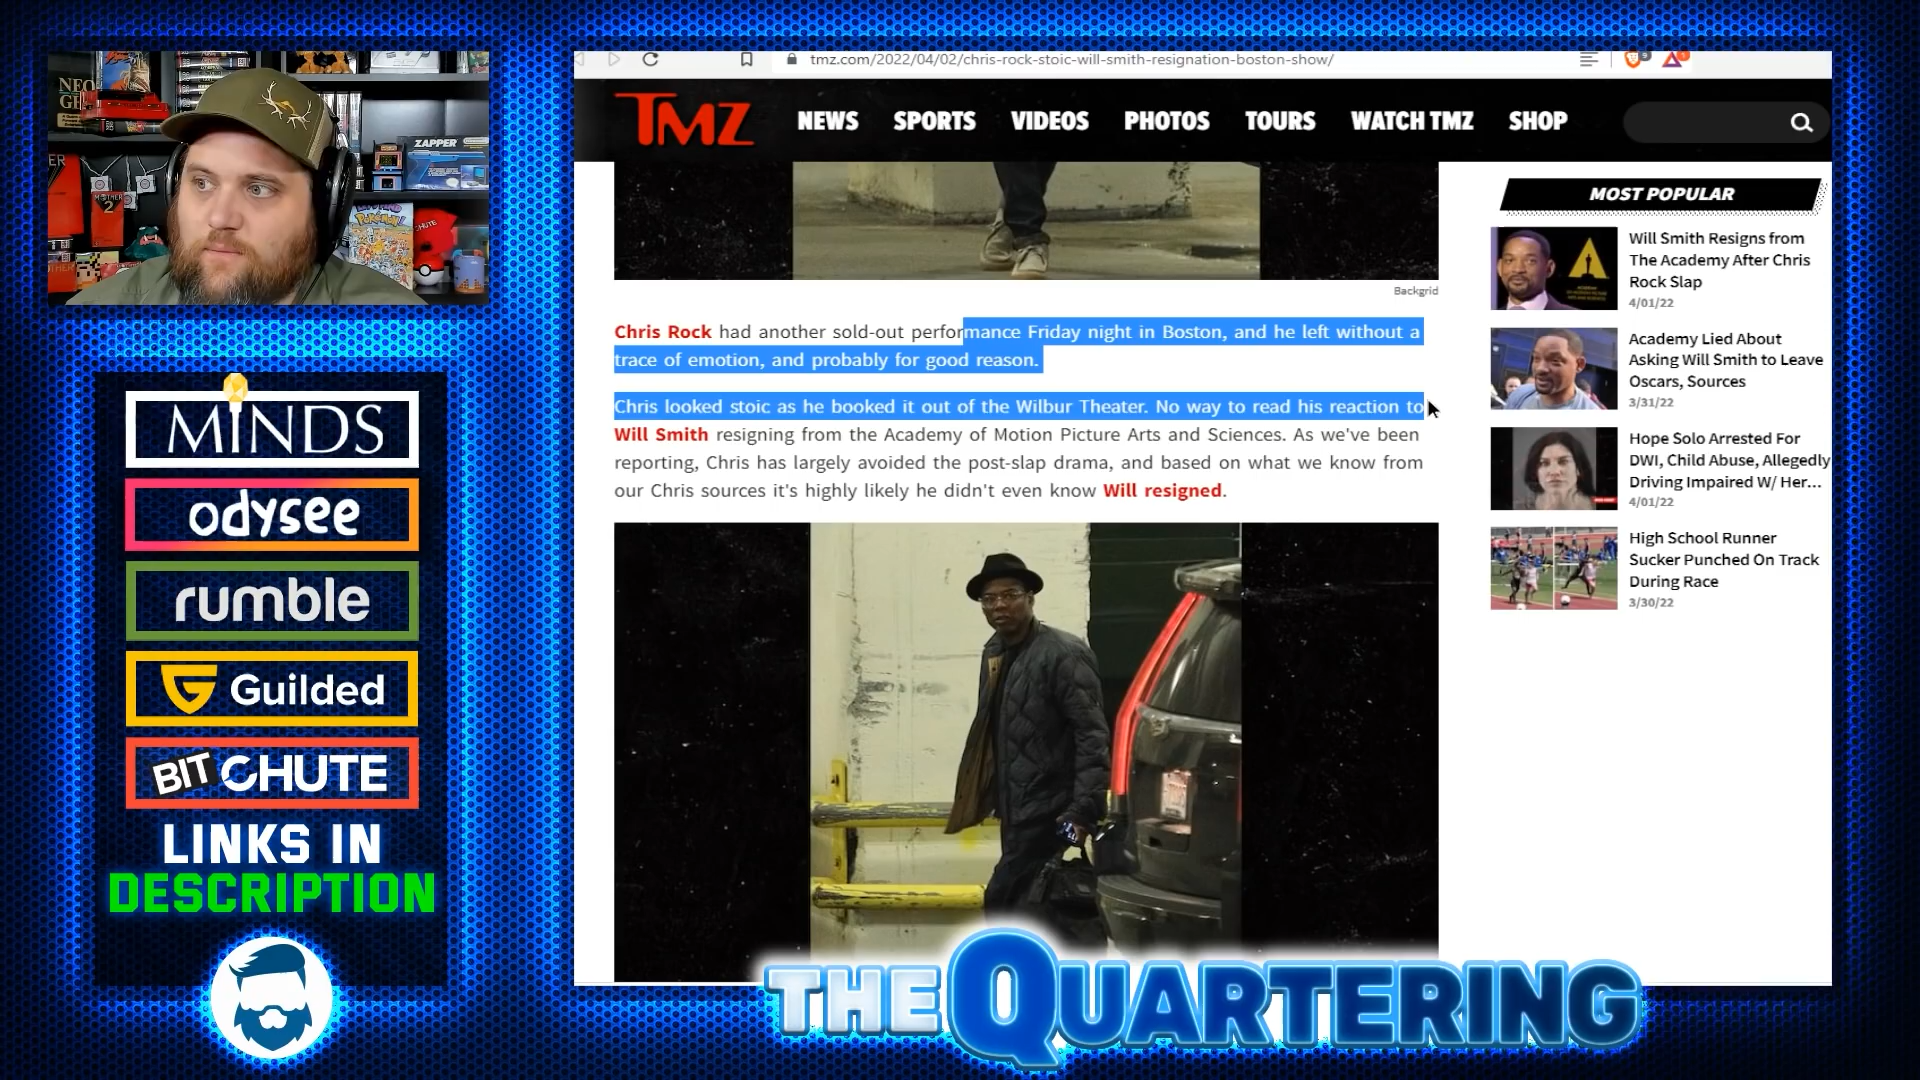 tmz.com/2022/04/02/chris-rock-stoic-will-smith-resignation-boston-show/
TMZ
NEWS SPORTS VIDEOS PHOTOS TOURS WATCH TMZ SHOP
NEO
GE
ZAPPER
MOTHER
2
POKéMON
CHUTE
Backgrid
Chris Rock had another sold-out performance Friday night in Boston, and he left without a
trace of emotion, and probably for good reason.
Chris looked stoic as he booked it out of the Wilbur Theater. No way to read his reaction to
Will Smith resigning from the Academy of Motion Picture Arts and Sciences. As we've been
reporting, Chris has largely avoided the post-slap drama, and based on what we know from
our Chris sources it's highly likely he didn't even know Will resigned.
MOST POPULAR
Will Smith Resigns from
The Academy After Chris
Rock Slap
4/01/22
Academy Lied About
Asking Will Smith to Leave
Oscars, Sources
3/31/22
Hope Solo Arrested For
DWI, Child Abuse, Allegedly
Driving Impaired W/ Her...
4/01/22
High School Runner
Sucker Punched On Track
During Race
3/30/22
MINDS
odysee
rumble
Guilded
BITCHUTE
LINKS IN
DESCRIPTION
THE QUARTERING